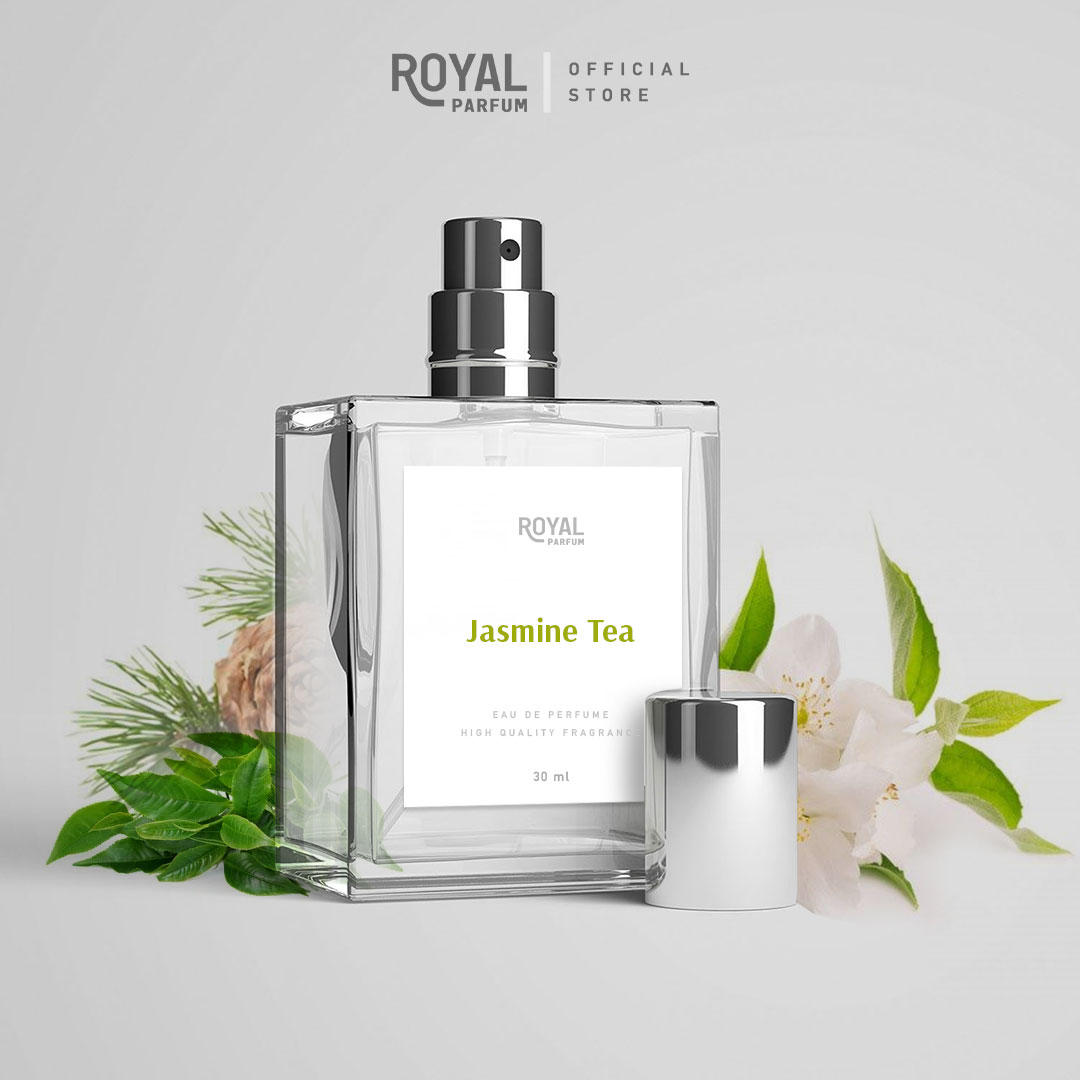 ROYAL
PARFUM
OFFICIAL
STORE
ROYAL
PARFUM
Jasmine Tea
EAU DE PERFUME
HIGH QUALITY FRAGRANCE
30 ml